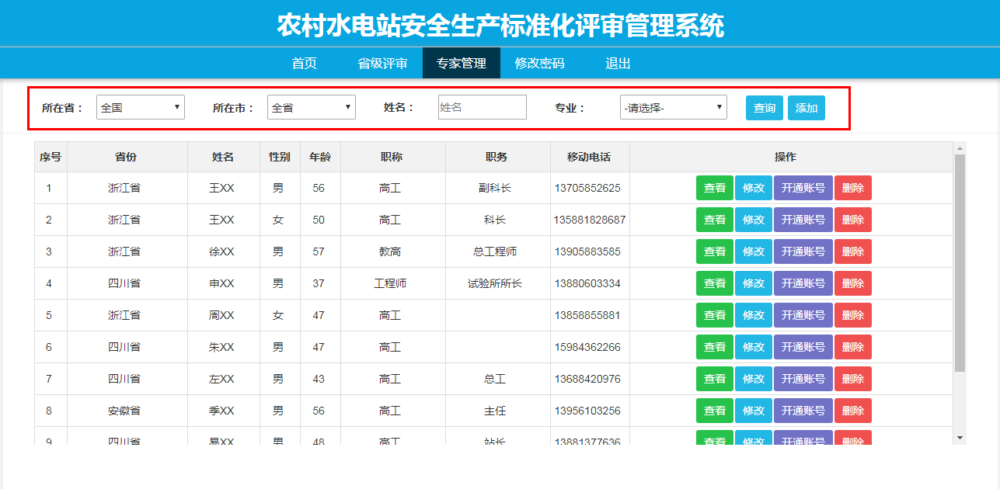 农村水电站安全生产标准化评审管理系统
首页 省级评审 专家管理 修改密码 退出
所在省： 全国 所在市： 全省 姓名： 姓名 专业： -请选择- 查询 添加
序号 省份 姓名 性别 年龄 职称 职务 移动电话 操作
1 浙江省 王XX 男 56 高工 副科长 13705852625 查看 修改 开通账号 删除
2 浙江省 王XX 女 50 高工 科长 135881828687 查看 修改 开通账号 删除
3 浙江省 徐XX 男 57 教高 总工程师 13905883585 查看 修改 开通账号 删除
4 四川省 申XX 男 37 工程师 试验所所长 13880603334 查看 修改 开通账号 删除
5 浙江省 周XX 女 47 高工 13858855881 查看 修改 开通账号 删除
6 四川省 朱XX 男 47 高工 15984362266 查看 修改 开通账号 删除
7 四川省 左XX 男 43 高工 总工 13688420976 查看 修改 开通账号 删除
8 安徽省 季XX 男 56 高工 主任 13956103256 查看 修改 开通账号 删除
9 四川省 易XX 男 48 高工 站长 13881377636 查看 修改 开通账号 删除